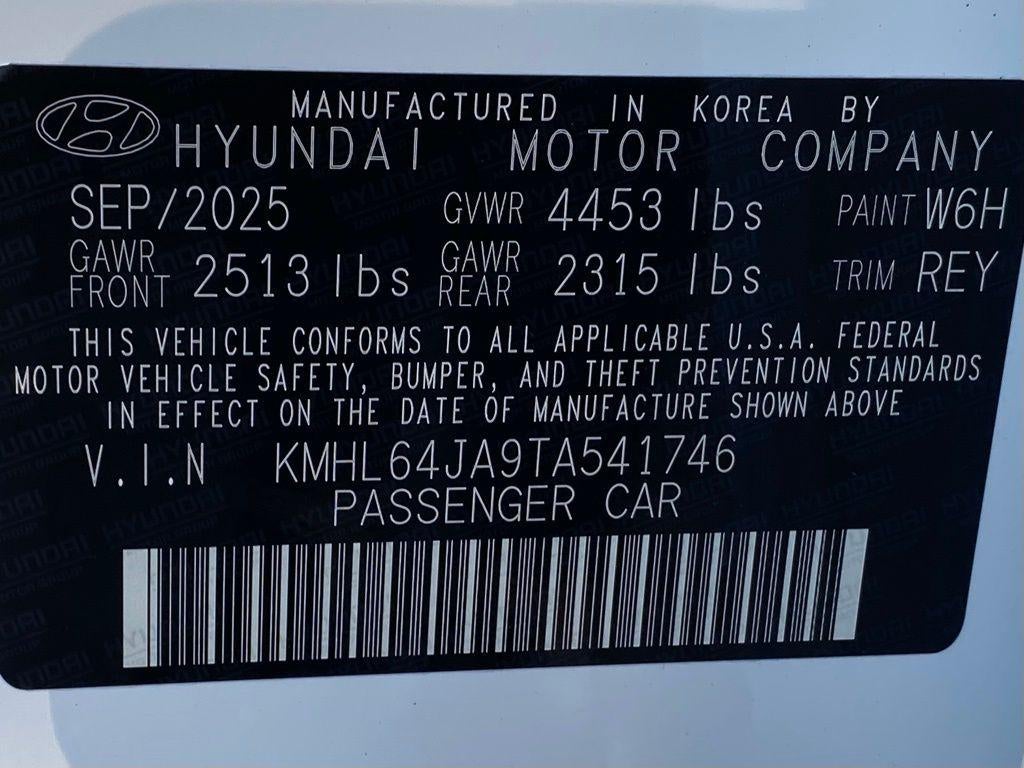 MANUFACTURED IN KOREA BY
HYUNDAI MOTOR COMPANY
SEP/2025 GVWR 4453 lbs PAINT W6H
GAWR FRONT 2513 lbs GAWR REAR 2315 lbs TRIM REY
THIS VEHICLE CONFORMS TO ALL APPLICABLE U.S.A. FEDERAL
MOTOR VEHICLE SAFETY, BUMPER, AND THEFT PREVENTION STANDARDS
IN EFFECT ON THE DATE OF MANUFACTURE SHOWN ABOVE
V.I.N KMHL64JA9TA541746
PASSENGER CAR